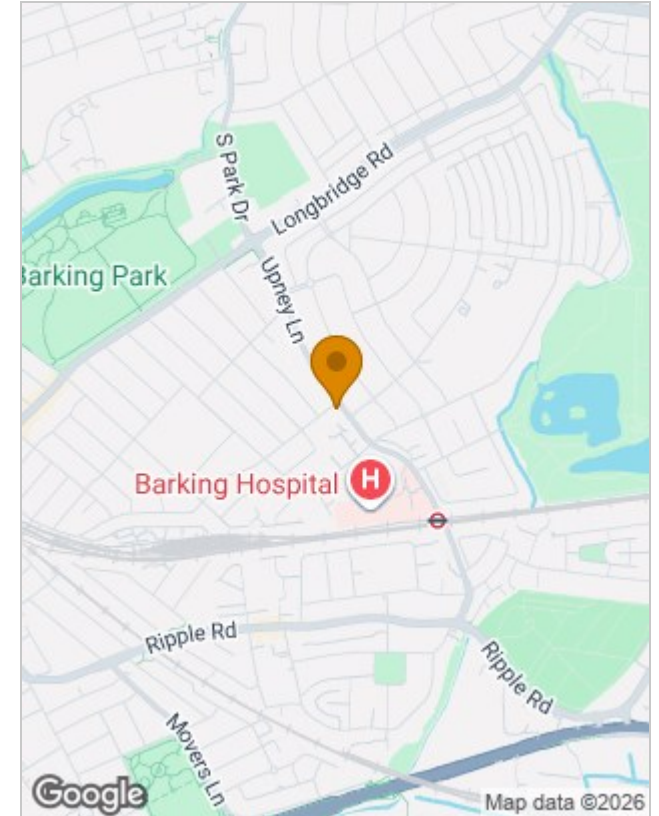 S Park Dr
Longbridge Rd
Barking Park
Upney Ln
Barking Hospital
H
Ripple Rd
Ripple Rd
Movers Ln
Google
Map data ©2026